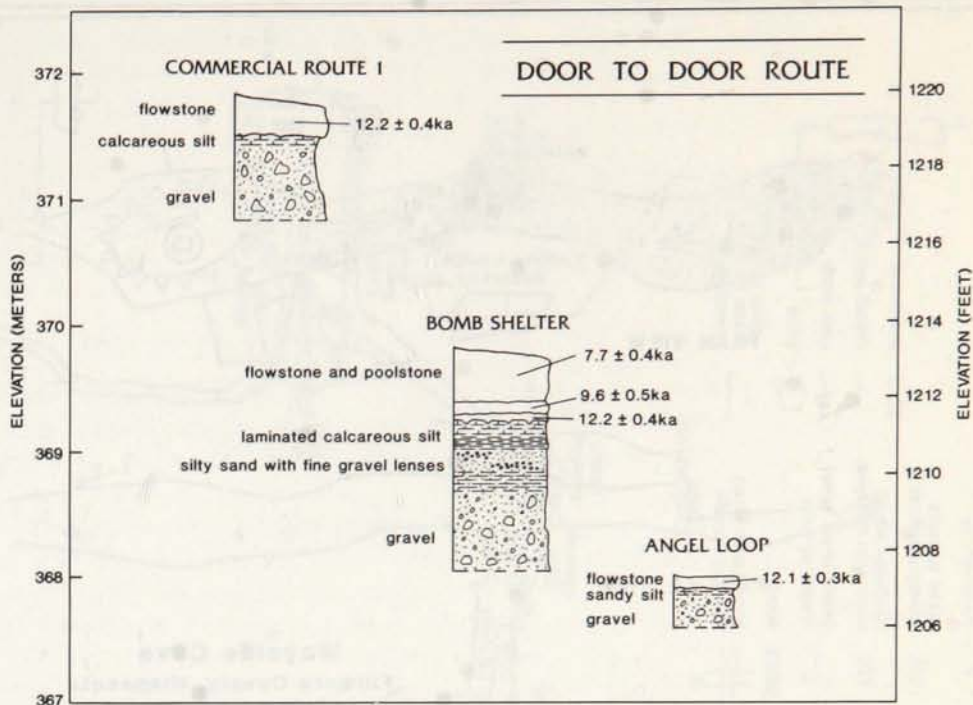 DOOR TO DOOR ROUTE
COMMERCIAL ROUTE I
flowstone
12.2 ± 0.4ka
calcareous silt
gravel
BOMB SHELTER
7.7 ± 0.4ka
flowstone and poolstone
9.6 ± 0.5ka
12.2 ± 0.4ka
laminated calcareous silt
silty sand with fine gravel lenses
gravel
ANGEL LOOP
flowstone
12.1 ± 0.3ka
sandy silt
gravel
ELEVATION (METERS)
372
371
370
369
368
367
ELEVATION (FEET)
1220
1218
1216
1214
1212
1210
1208
1206